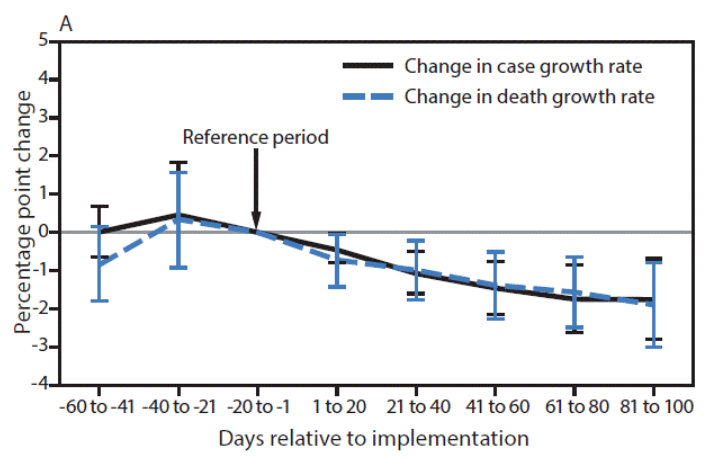 A
5
4
3
2
1
0
-1
-2
-3
-4
Percentage point change
Change in case growth rate
Change in death growth rate
Reference period
-60 to -41 -40 to -21 -20 to -1 1 to 20 21 to 40 41 to 60 61 to 80 81 to 100
Days relative to implementation